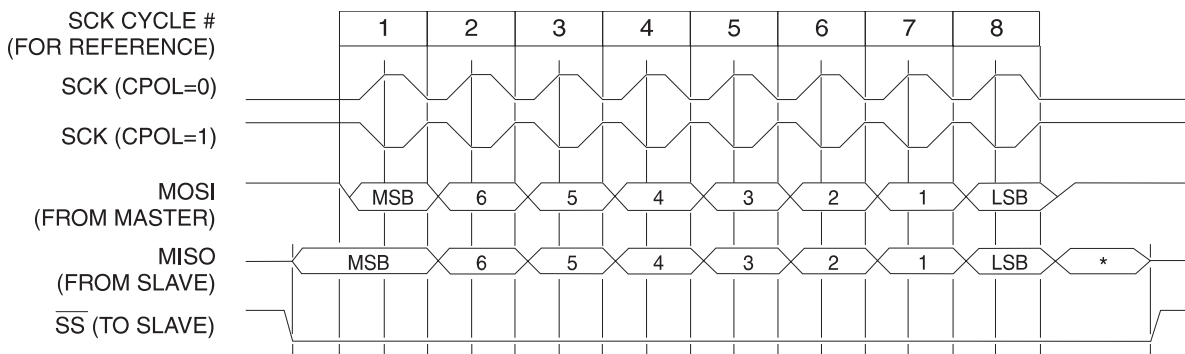 SCK CYCLE #
(FOR REFERENCE)
1 2 3 4 5 6 7 8
SCK (CPOL=0)
SCK (CPOL=1)
MOSI
(FROM MASTER)
MSB 6 5 4 3 2 1 LSB
MISO
(FROM SLAVE)
MSB 6 5 4 3 2 1 LSB *
SS (TO SLAVE)